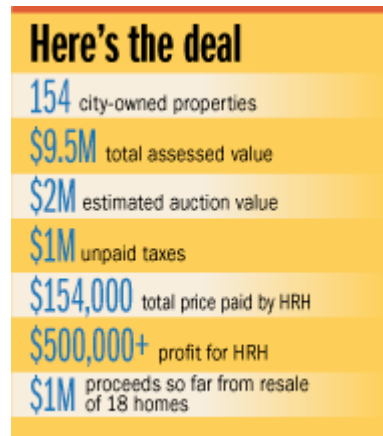 Here's the deal
154 city-owned properties
$9.5M total assessed value
$2M estimated auction value
$1M unpaid taxes
$154,000 total price paid by HRH
$500,000+ profit for HRH
$1M proceeds so far from resale
of 18 homes